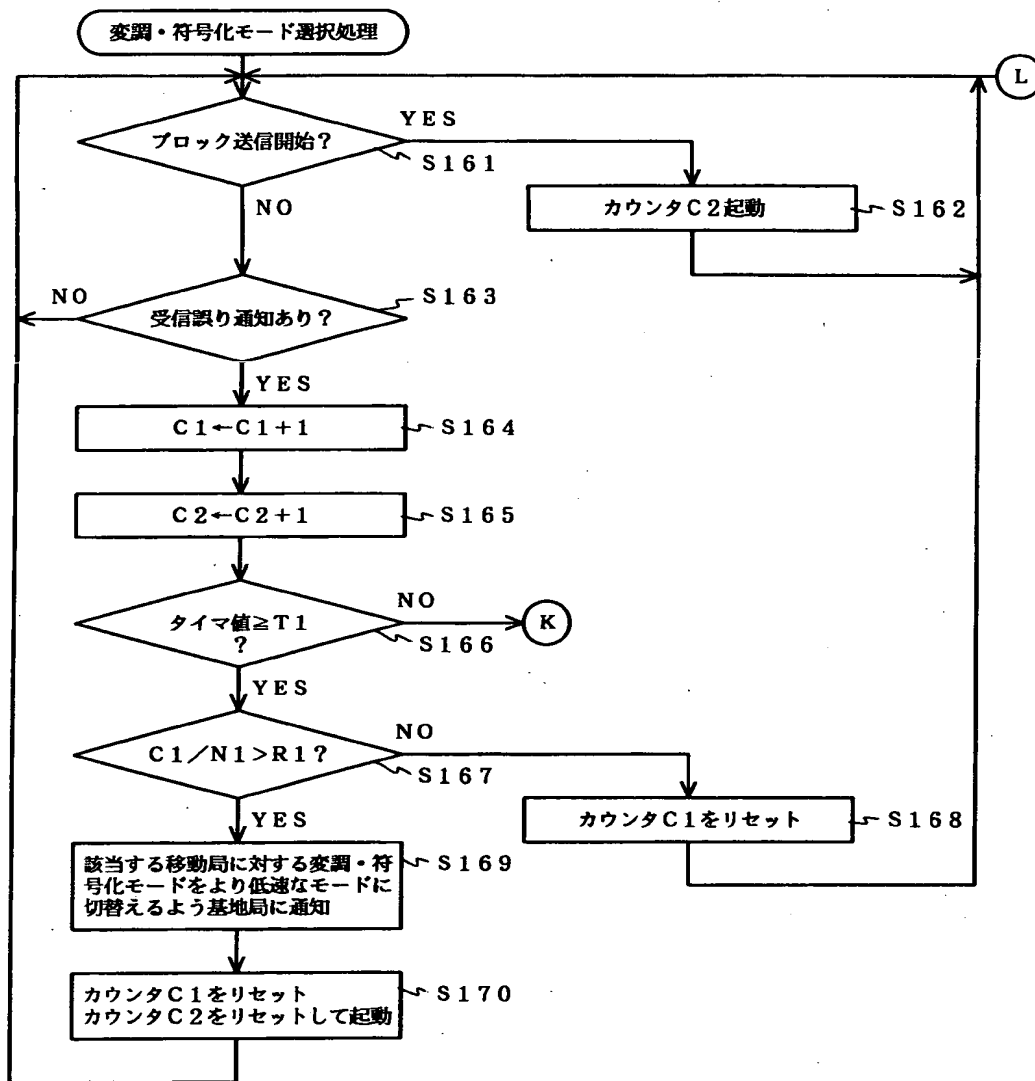 変調・符号化モード選択処理
L
ブロック送信開始？
YES
S161
カウンタC2起動
S162
NO
受信誤り通知あり？
NO
S163
YES
C1←C1+1
S164
C2←C2+1
S165
タイマ値≧T1
？
NO
S166
K
YES
C1／N1>R1？
NO
S167
カウンタC1をリセット
S168
YES
該当する移動局に対する変調・符
号化モードをより低速なモードに
切替えるよう基地局に通知
S169
カウンタC1をリセット
カウンタC2をリセットして起動
S170